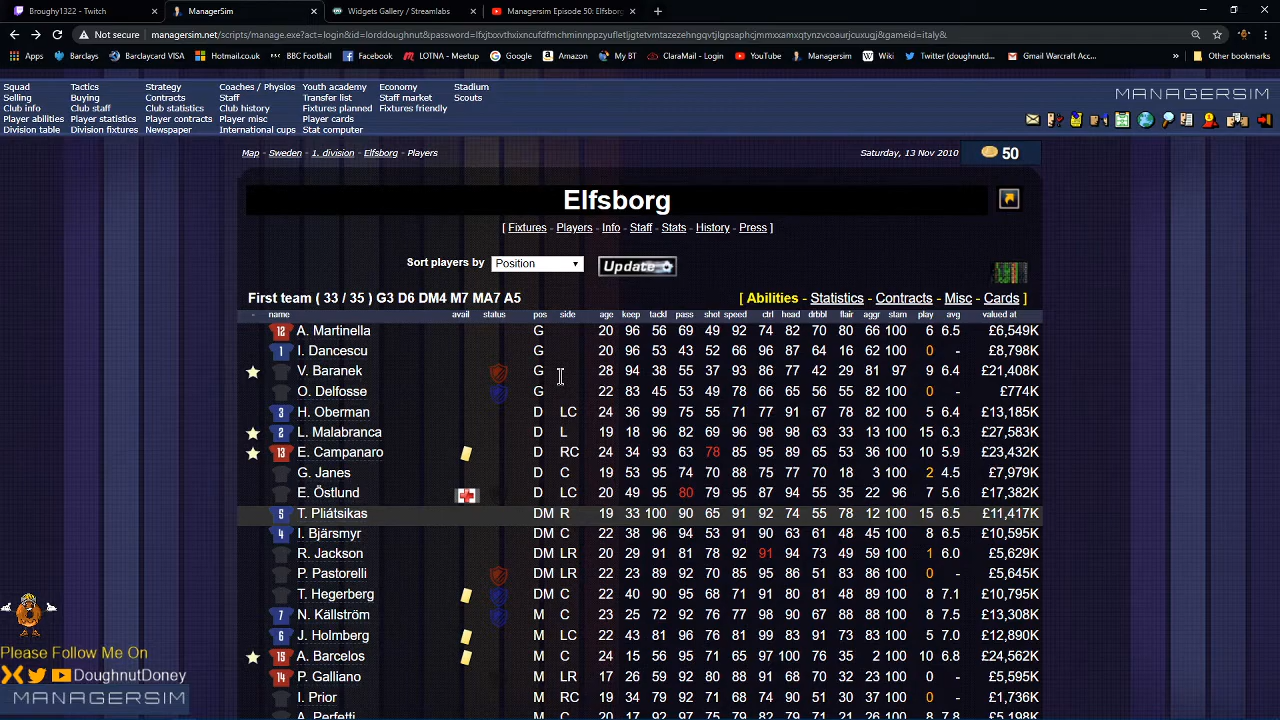 Broughy1322 - Twitch × ManagerSim × Widgets Gallery / Streamlabs × Managersim Episode 50: Elfsborg ×
Not secure | managersim.net/scripts/manage.exe?act=login&id=lorddoughnut&password=
Apps Barclays BARCLAYCARD VISA Hotmail.co.uk BBC Football Facebook LOTNA - Meetup Google Amazon My BT ClaraMail - Login YouTube Managersim Wiki Twitter (doughnutd... Gmail Warcraft Acc... » Other bookmarks
Squad Tactics Strategy Coaches / Physios Youth academy Economy Stadium
Selling Buying Contracts Staff Transfer list Staff market Scouts
Club info Club staff Club statistics Club history Fixtures planned Fixtures friendly
Player abilities Player statistics Player contracts Player misc Player cards
Division table Division fixtures Newspaper International cups Stat computer
MANAGERSIM
Map - Sweden - 1. division - Elfsborg - Players
Saturday, 13 Nov 2010 50
Elfsborg
[ Fixtures - Players - Info - Staff - Stats - History - Press ]
Sort players by Position Update
First team ( 33 / 35 ) G3 D6 DM4 M7 MA7 A5 [ Abilities - Statistics - Contracts - Misc - Cards ]
- name avail status pos side age keep tackl pass shot speed ctrl head drbbl flair aggr stam play avg valued at
12 A. Martinella G 20 96 56 43 49 92 74 82 70 80 66 100 6 6.5 £6,549K
1 I. Dancescu G 20 96 53 43 52 66 96 87 64 16 62 100 0 - £8,798K
V. Baranek G 28 94 38 55 37 93 86 77 42 29 81 97 9 6.4 £21,408K
O. Delfosse G 22 83 45 53 49 78 66 65 56 55 82 100 0 - £774K
3 H. Oberman D LC 24 36 99 75 55 71 77 91 67 78 82 100 5 6.4 £13,185K
2 L. Malabranca D L 19 18 96 82 69 96 98 98 63 33 13 100 15 6.3 £27,583K
13 E. Campanaro D RC 24 34 93 63 78 85 95 89 65 53 36 100 10 5.9 £23,432K
G. Janes D C 19 53 95 74 70 88 75 77 70 18 3 100 2 4.5 £7,979K
E. Östlund D LC 20 49 95 80 79 95 87 94 55 35 22 96 7 5.6 £17,382K
5 T. Pliátsikas DM R 19 33 100 90 65 91 92 74 55 78 12 100 15 6.5 £11,417K
4 I. Bjärsmyr DM C 22 38 96 94 53 74 90 63 61 48 45 100 8 6.5 £10,595K
R. Jackson DM LR 20 29 91 81 78 92 91 94 73 49 59 100 1 6.0 £5,629K
P. Pastorelli DM LR 22 23 89 92 70 85 95 86 51 83 86 100 0 - £5,645K
T. Hegerberg DM C 22 40 90 95 68 71 91 80 81 48 89 100 8 7.1 £10,795K
7 N. Källström M C 23 25 72 92 76 77 98 90 67 88 88 100 8 7.5 £13,308K
6 J. Holmberg M LC 22 43 81 96 76 81 99 83 91 73 83 100 5 7.0 £12,890K
15 A. Barcelos M C 24 15 56 95 71 65 97 100 76 35 2 100 10 6.8 £24,562K
14 P. Galliano M LR 17 26 59 92 80 68 81 91 70 32 23 100 0 - £5,595K
I. Prior M RC 24 34 79 92 71 68 74 90 51 98 37 100 0 - £1,736K
A. Perfetti M C
Please Follow Me On
DoughnutDoney
MANAGERSIM